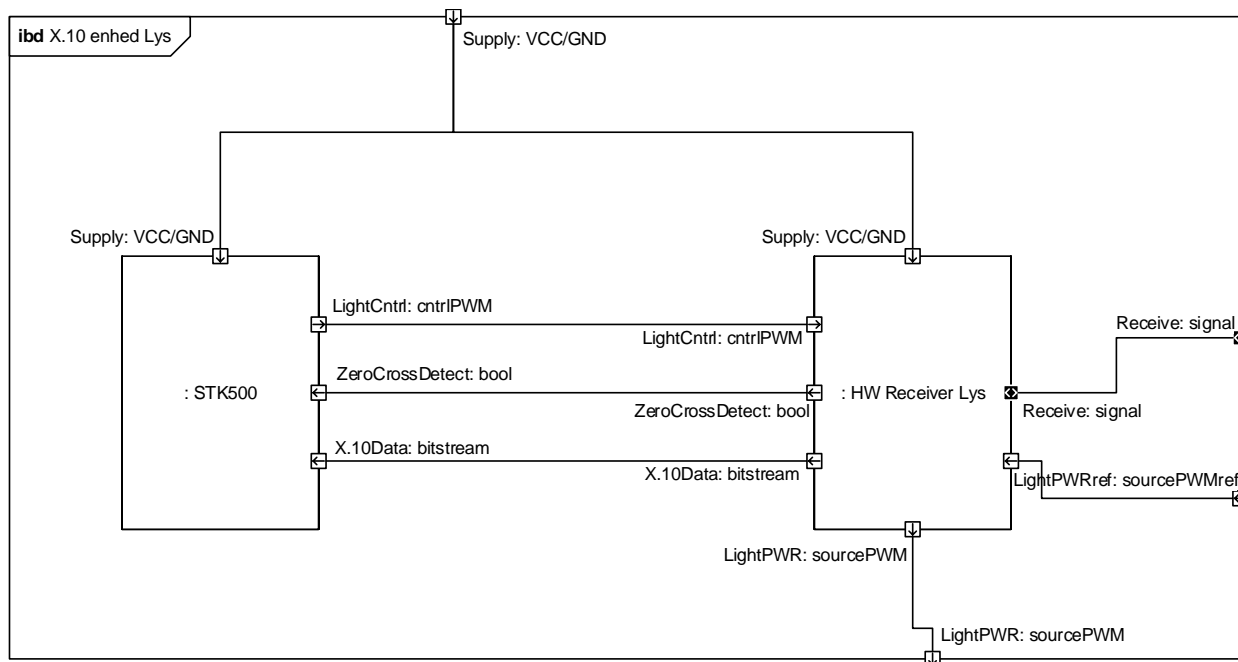 ibd X.10 enhed Lys
Supply: VCC/GND
Supply: VCC/GND
Supply: VCC/GND
LightCntrl: cntrlPWM
LightCntrl: cntrlPWM
Receive: signal
ZeroCrossDetect: bool
: STK500
: HW Receiver Lys
ZeroCrossDetect: bool
Receive: signal
X.10Data: bitstream
X.10Data: bitstream
LightPWRref: sourcePWMref
LightPWR: sourcePWM
LightPWR: sourcePWM